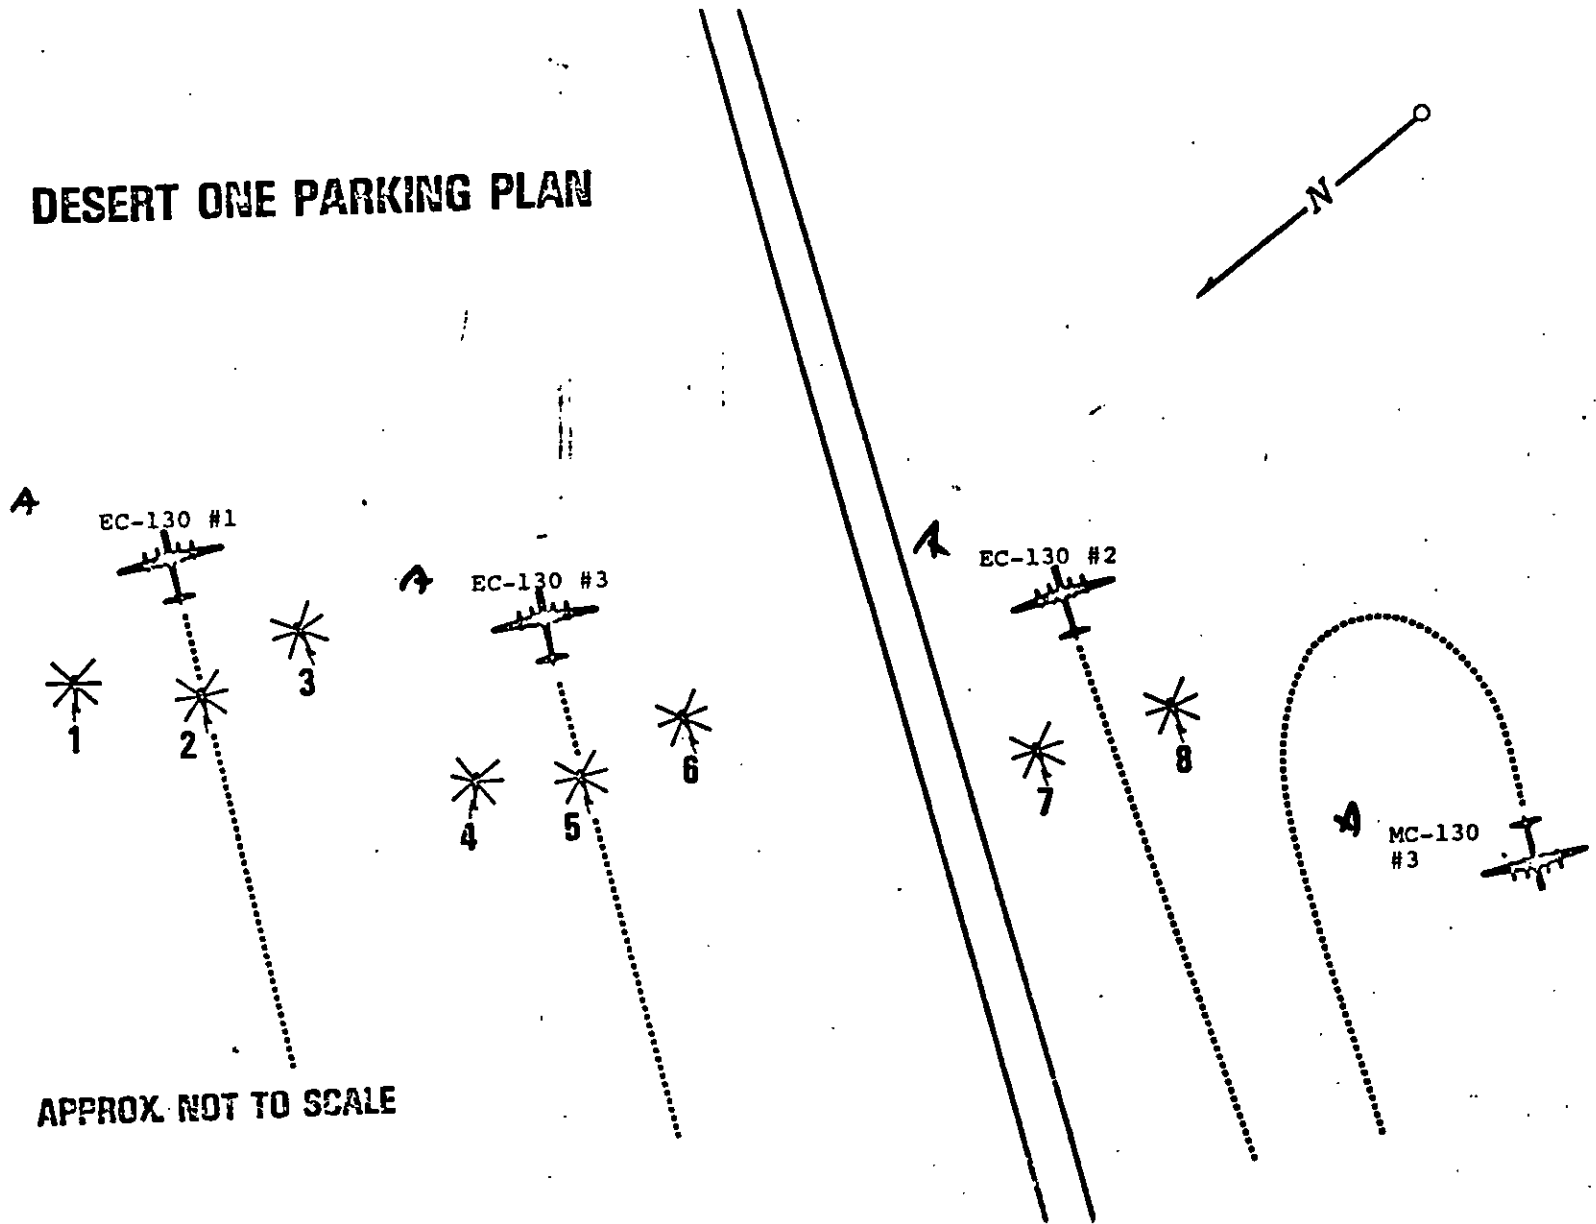 DESERT ONE PARKING PLAN
N
A
EC-130 #1
A
EC-130 #3
EC-130 #2
1
2
3
4
5
6
7
8
A
MC-130
#3
APPROX. NOT TO SCALE